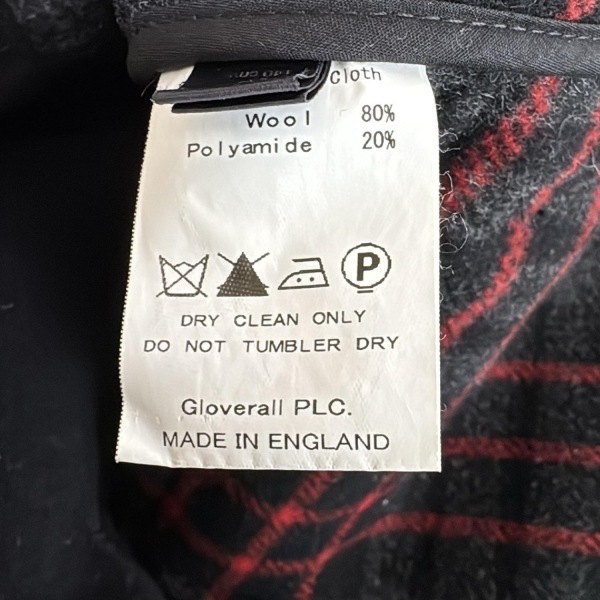 Cloth
Wool 80%
Polyamide 20%
P
DRY CLEAN ONLY
DO NOT TUMBLER DRY
Gloverall PLC.
MADE IN ENGLAND